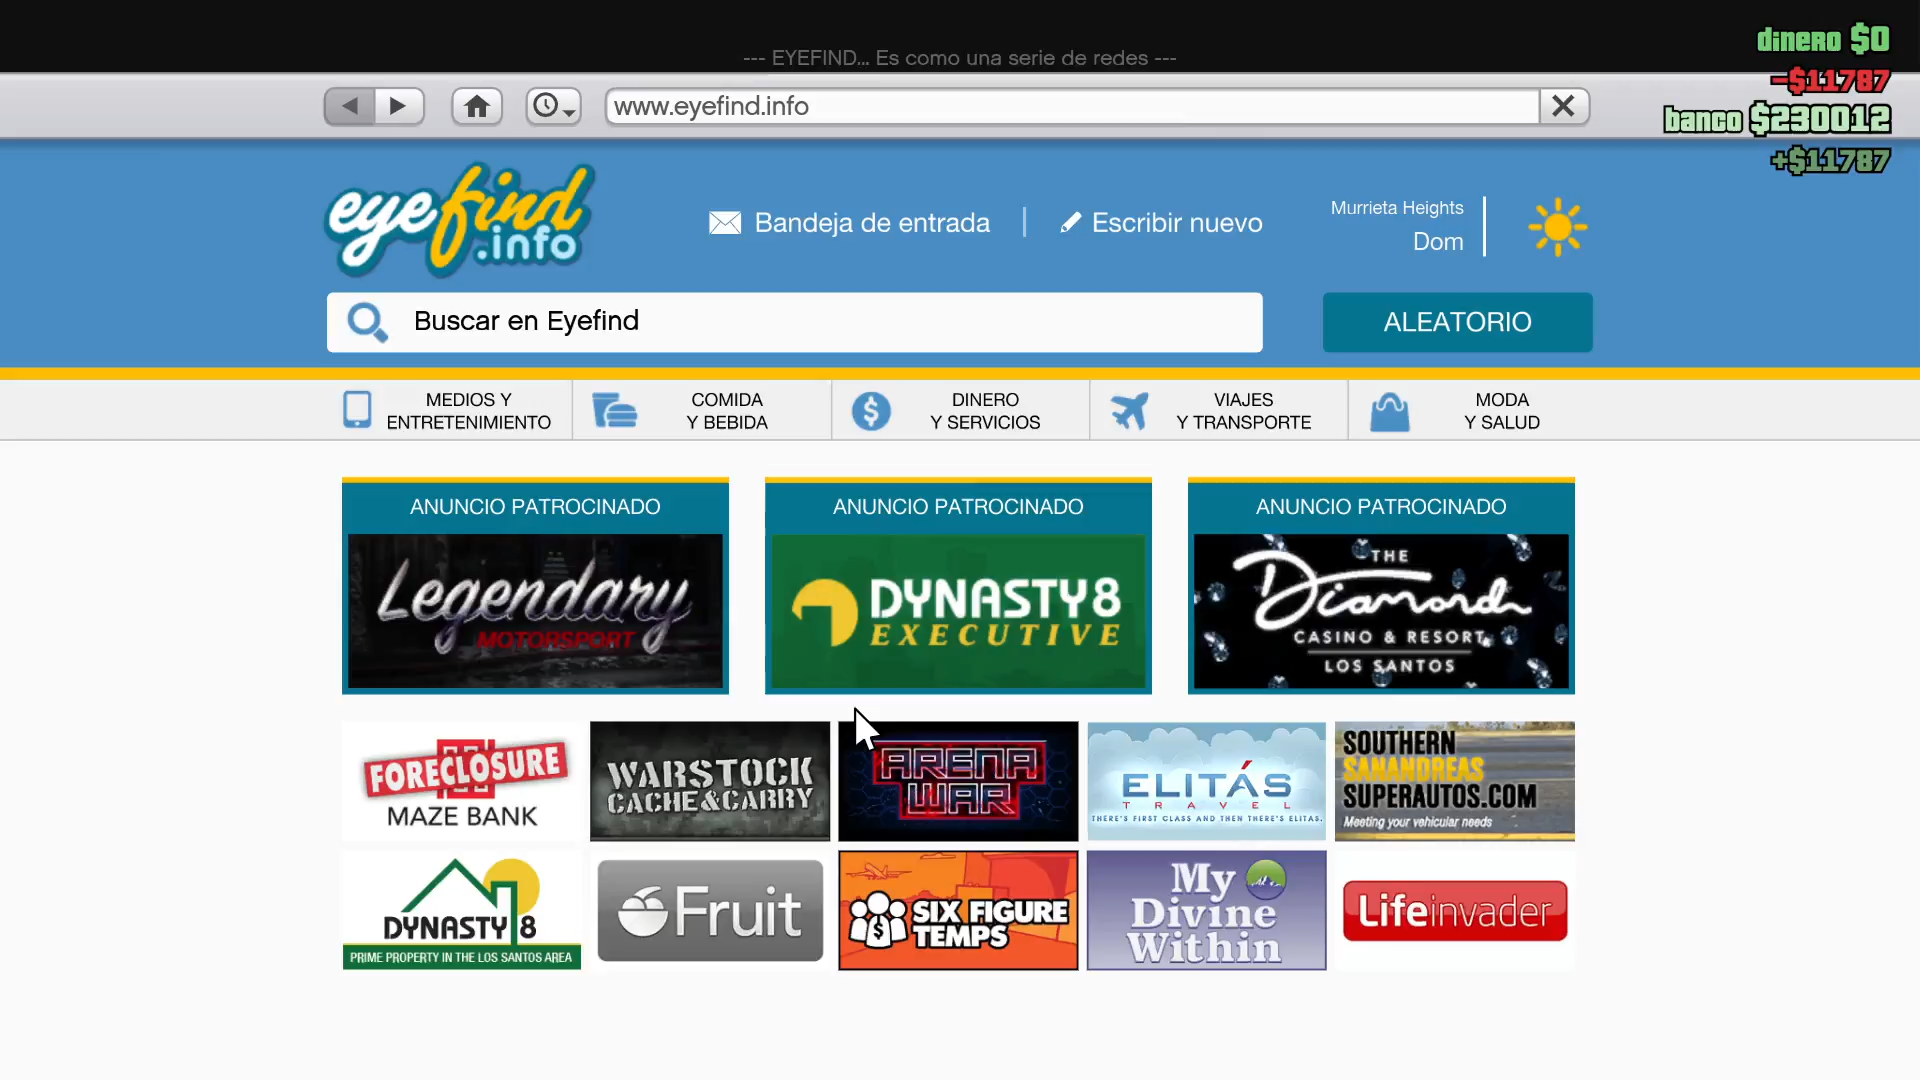 --- EYEFIND... Es como una serie de redes ---
dinero $0
-$11787
banco $230012
+$11787
www.eyefind.info
eyefind
.info
Bandeja de entrada
Escribir nuevo
Murrieta Heights
Dom
Buscar en Eyefind
ALEATORIO
MEDIOS Y
ENTRETENIMIENTO
COMIDA
Y BEBIDA
DINERO
Y SERVICIOS
VIAJES
Y TRANSPORTE
MODA
Y SALUD
ANUNCIO PATROCINADO
Legendary
MOTORSPORT
ANUNCIO PATROCINADO
DYNASTY8
EXECUTIVE
ANUNCIO PATROCINADO
THE
Diamond
CASINO & RESORT
LOS SANTOS
FORECLOSURE
MAZE BANK
WARSTOCK
CACHE&CARRY
ARENA
WAR
ELITÁS
TRAVEL
THERE'S FIRST CLASS AND THEN THERE'S ELITAS.
SOUTHERN
SANANDREAS
SUPERAUTOS.COM
Meeting your vehicular needs
DYNASTY 8
PRIME PROPERTY IN THE LOS SANTOS AREA
Fruit
SIX FIGURE
TEMPS
My
Divine
Within
Lifeinvader